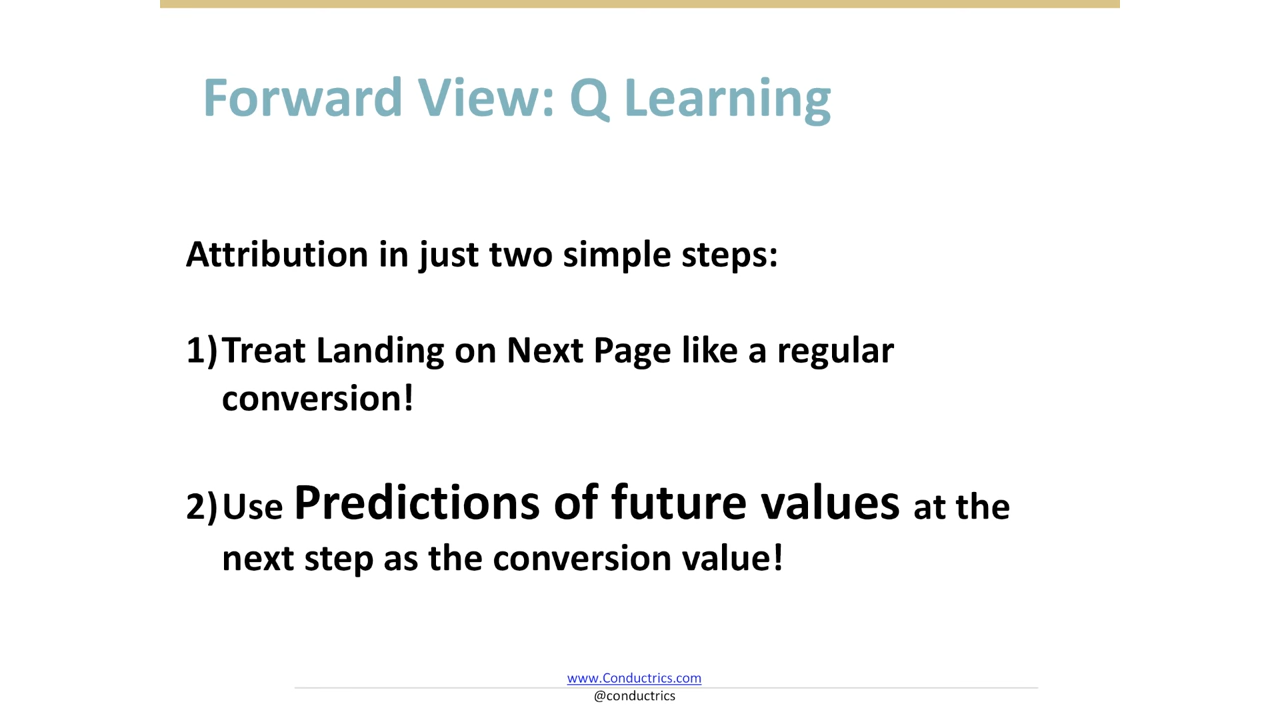 Forward View: Q Learning
Attribution in just two simple steps:
1) Treat Landing on Next Page like a regular
conversion!
2) Use Predictions of future values at the
next step as the conversion value!
www.Conductrics.com
@conductrics